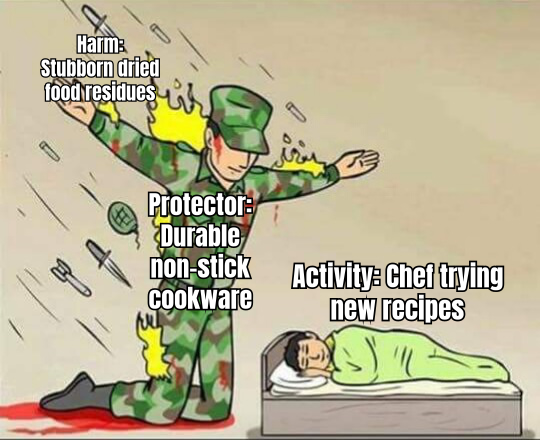 Harm:
Stubborn dried
food residues
Protector:
Durable
non-stick
cookware
Activity: Chef trying
new recipes